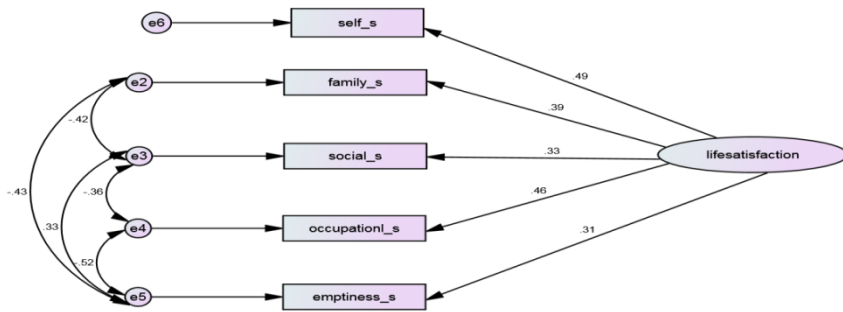 e6
self_s
.49
e2
family_s
.39
-.42
e3
social_s
.33
lifesatisfaction
-.43
-.36
.46
.33
e4
occupationl_s
.31
-.52
e5
emptiness_s